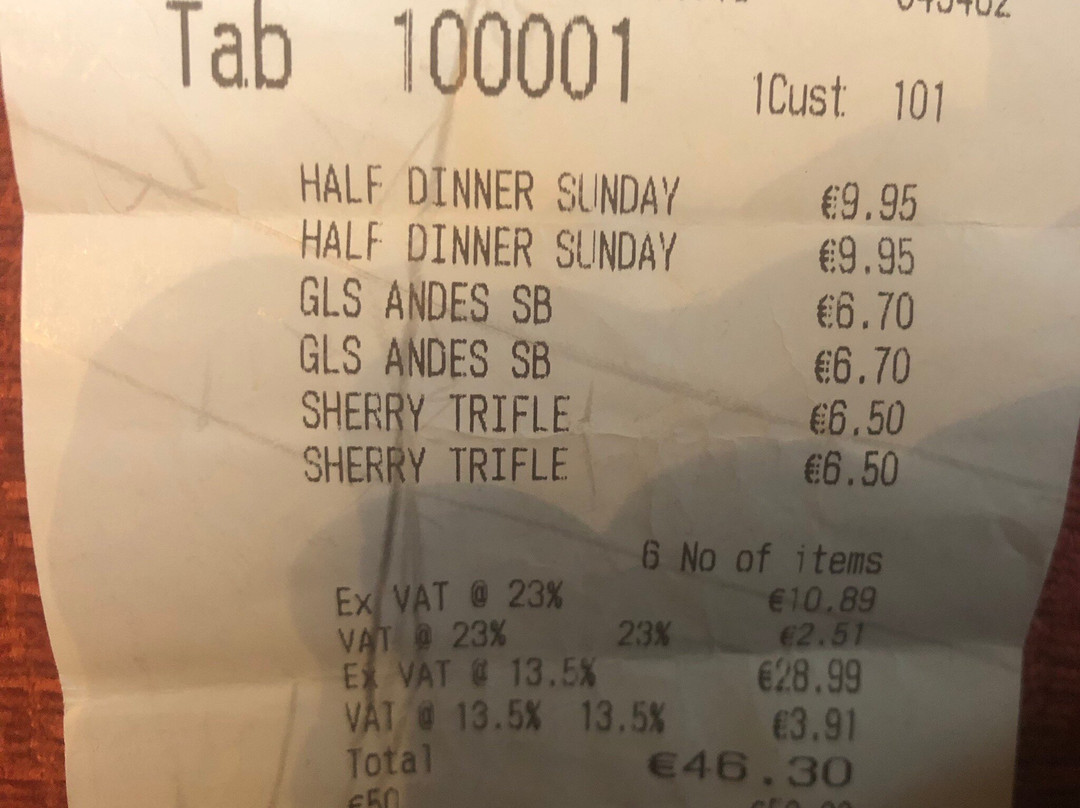 Tab 100001
1Cust 101
HALF DINNER SUNDAY €9.95
HALF DINNER SUNDAY €9.95
GLS ANDES SB €6.70
GLS ANDES SB €6.70
SHERRY TRIFLE €6.50
SHERRY TRIFLE €6.50
6 No of items
Ex VAT @ 23% €10.89
VAT @ 23% 23% €2.51
Ex VAT @ 13.5% €28.99
VAT @ 13.5% 13.5% €3.91
Total €46.30
€50